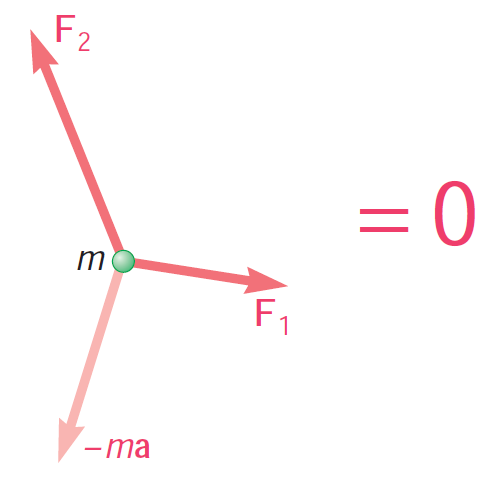 F₂
= 0
m
F₁
–ma